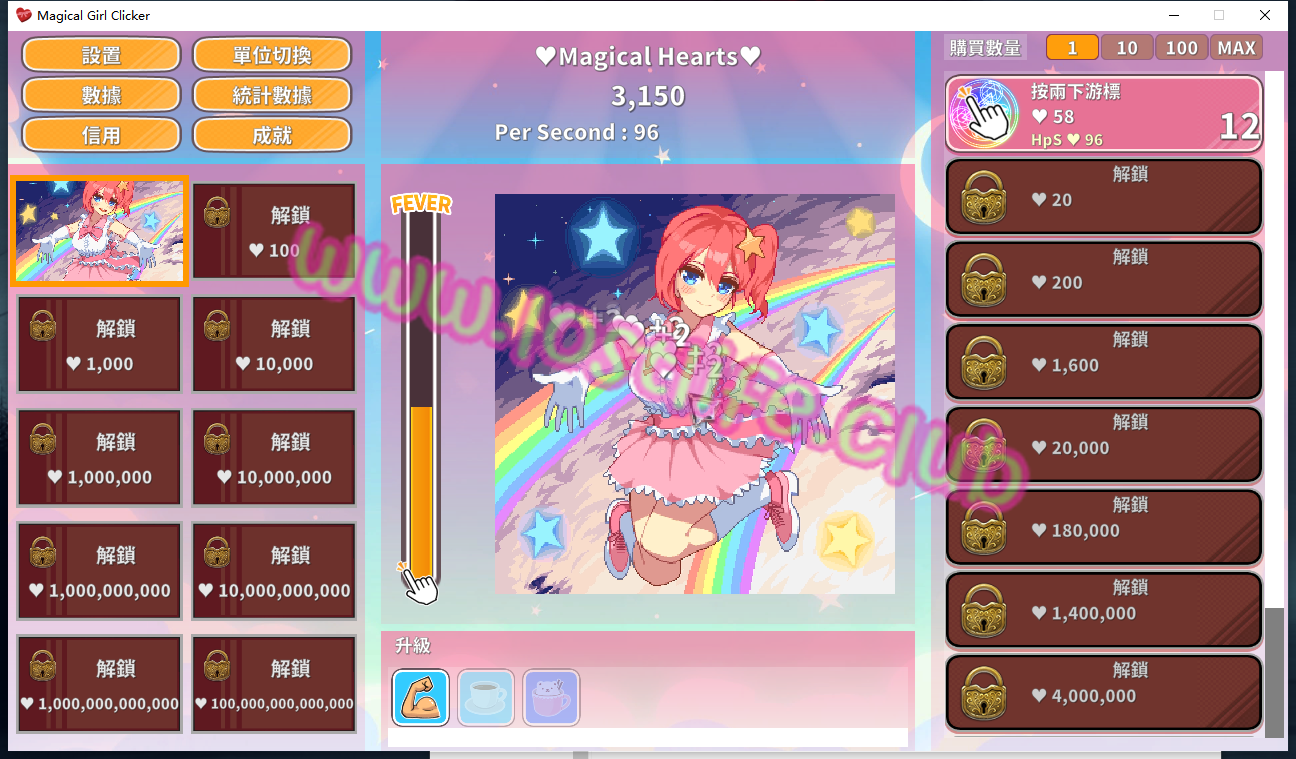 Magical Girl Clicker
設置
單位切換
數據
統計數據
信用
成就
♥Magical Hearts♥
3,150
Per Second : 96
購買數量
1
10
100
MAX
按兩下游標
♥ 58
HpS ♥ 96
12
解鎖
♥ 20
解鎖
♥ 200
解鎖
♥ 1,600
解鎖
♥ 20,000
解鎖
♥ 180,000
解鎖
♥ 1,400,000
解鎖
♥ 4,000,000
解鎖
♥ 100
解鎖
♥ 1,000
解鎖
♥ 10,000
解鎖
♥ 1,000,000
解鎖
♥ 10,000,000
解鎖
♥ 1,000,000,000
解鎖
♥ 10,000,000,000
解鎖
♥ 1,000,000,000,000
解鎖
♥ 100,000,000,000,000
FEVER
+2
+2
升級